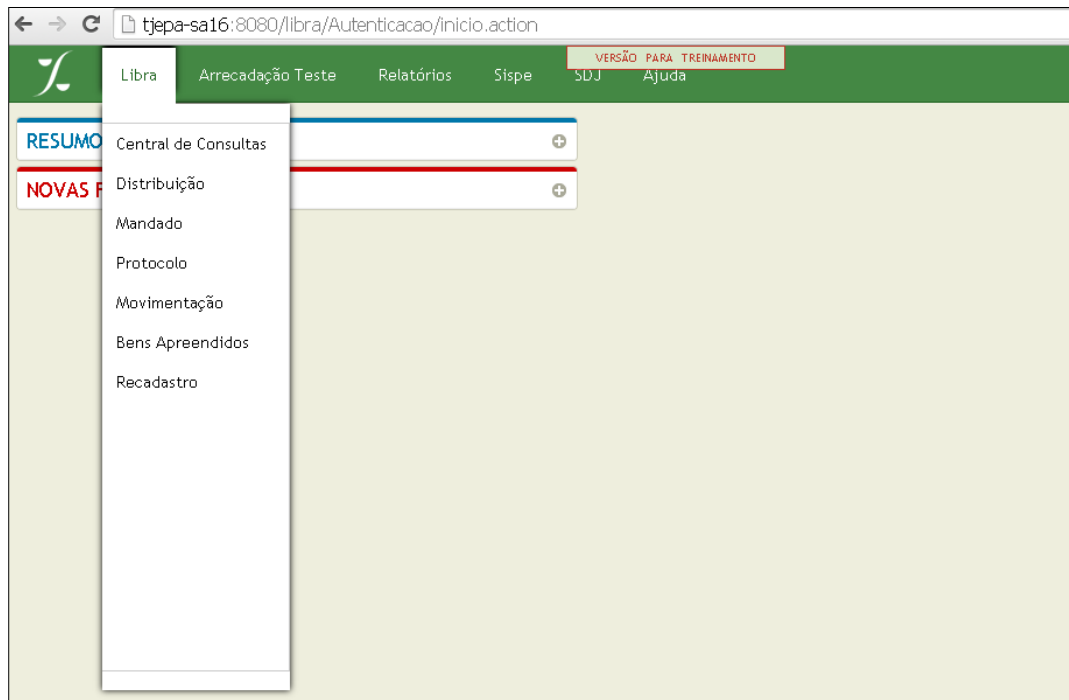 tjepa-sa16:8080/libra/Autenticacao/inicio.action
VERSÃO PARA TREINAMENTO
Libra Arrecadação Teste Relatórios Sispe SDJ Ajuda
RESUMO
Central de Consultas
NOVAS
Distribuição
Mandado
Protocolo
Movimentação
Bens Apreendidos
Recadastro